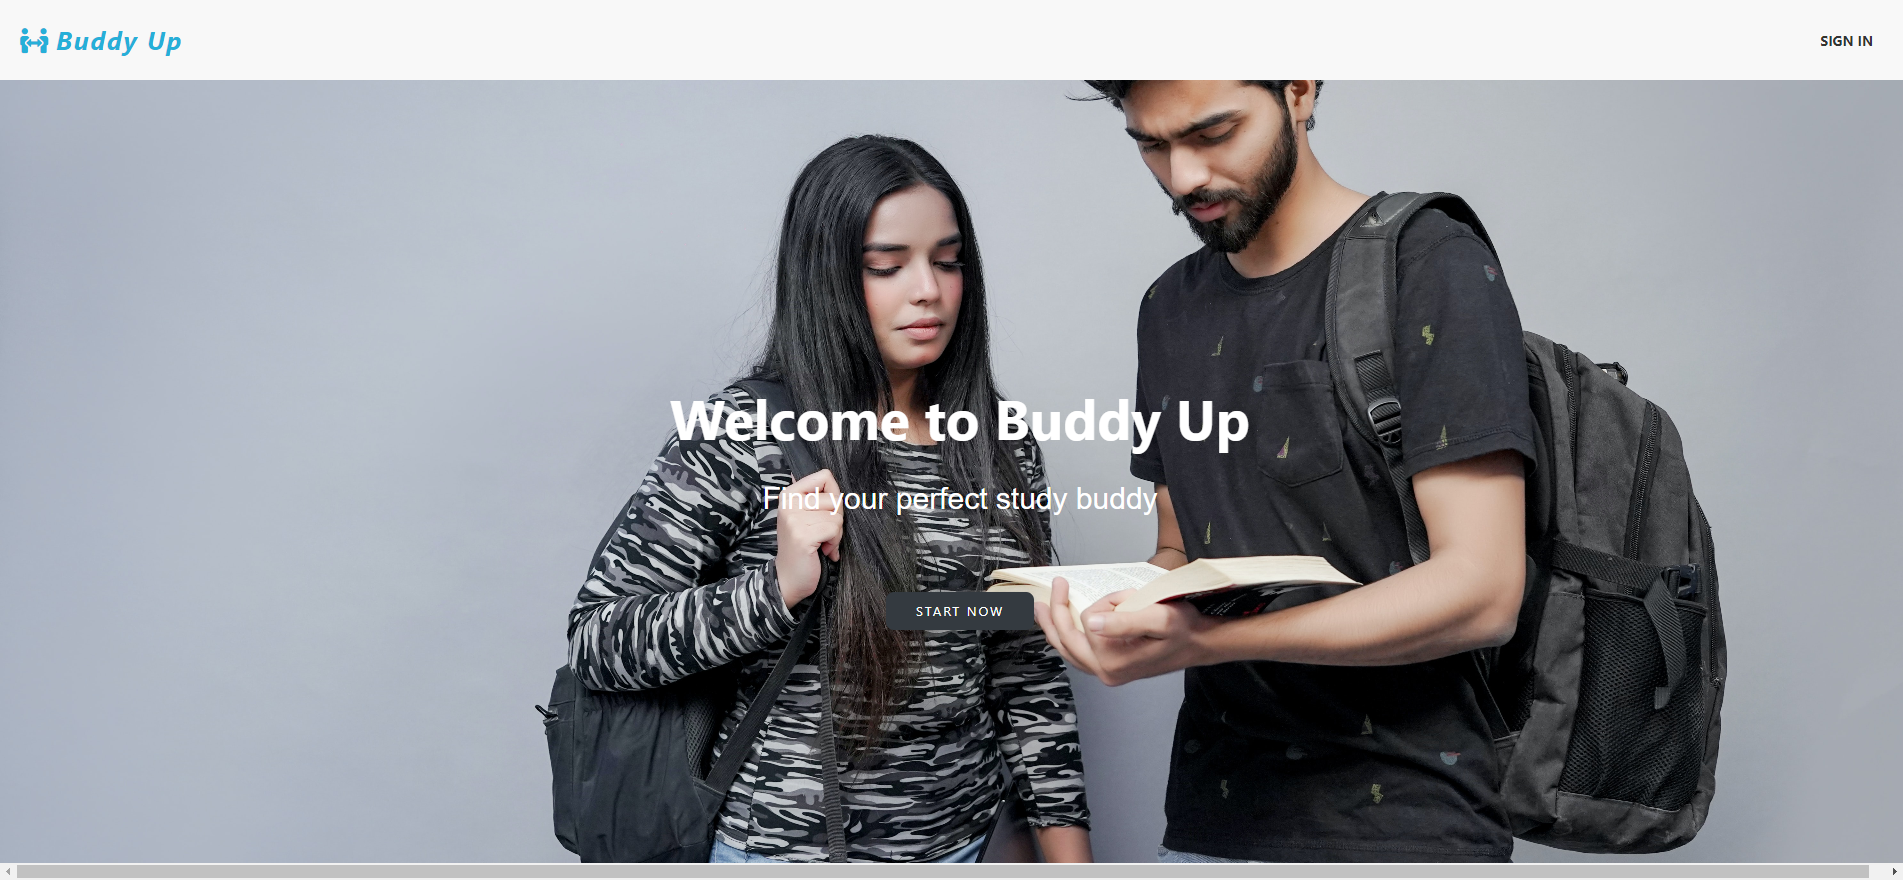 Buddy Up
SIGN IN
Welcome to Buddy Up
Find your perfect study buddy
START NOW